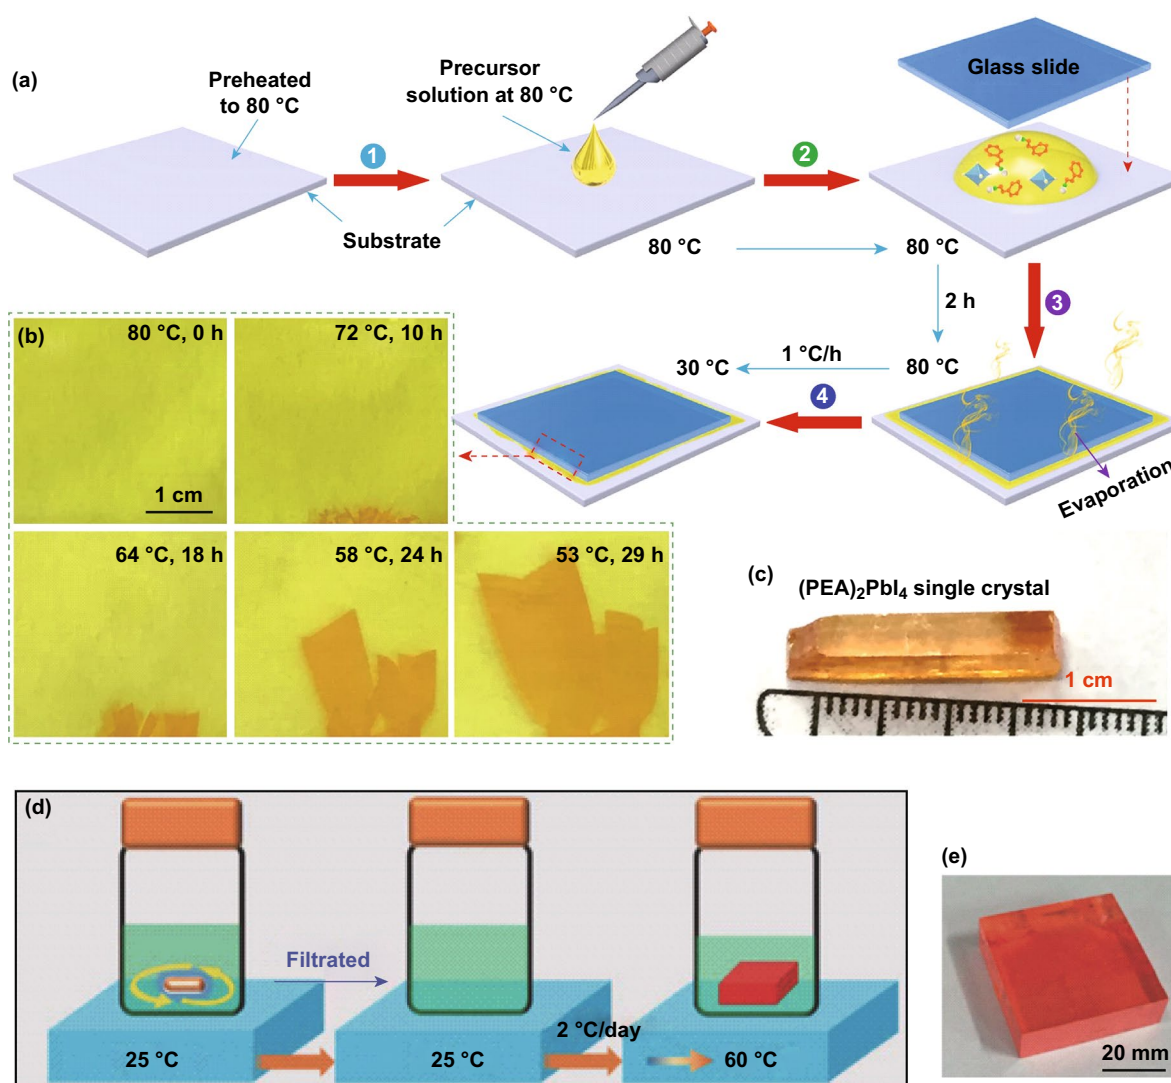 (a)
Preheated
to 80 °C
Precursor
solution at 80 °C
Glass slide
1
2
Substrate
80 °C
80 °C
2 h
3
80 °C
1 °C/h
30 °C
4
Evaporation
(b)
80 °C, 0 h
72 °C, 10 h
1 cm
64 °C, 18 h
58 °C, 24 h
53 °C, 29 h
(c)
(PEA)₂PbI₄ single crystal
1 cm
(d)
Filtrated
25 °C
25 °C
2 °C/day
60 °C
(e)
20 mm